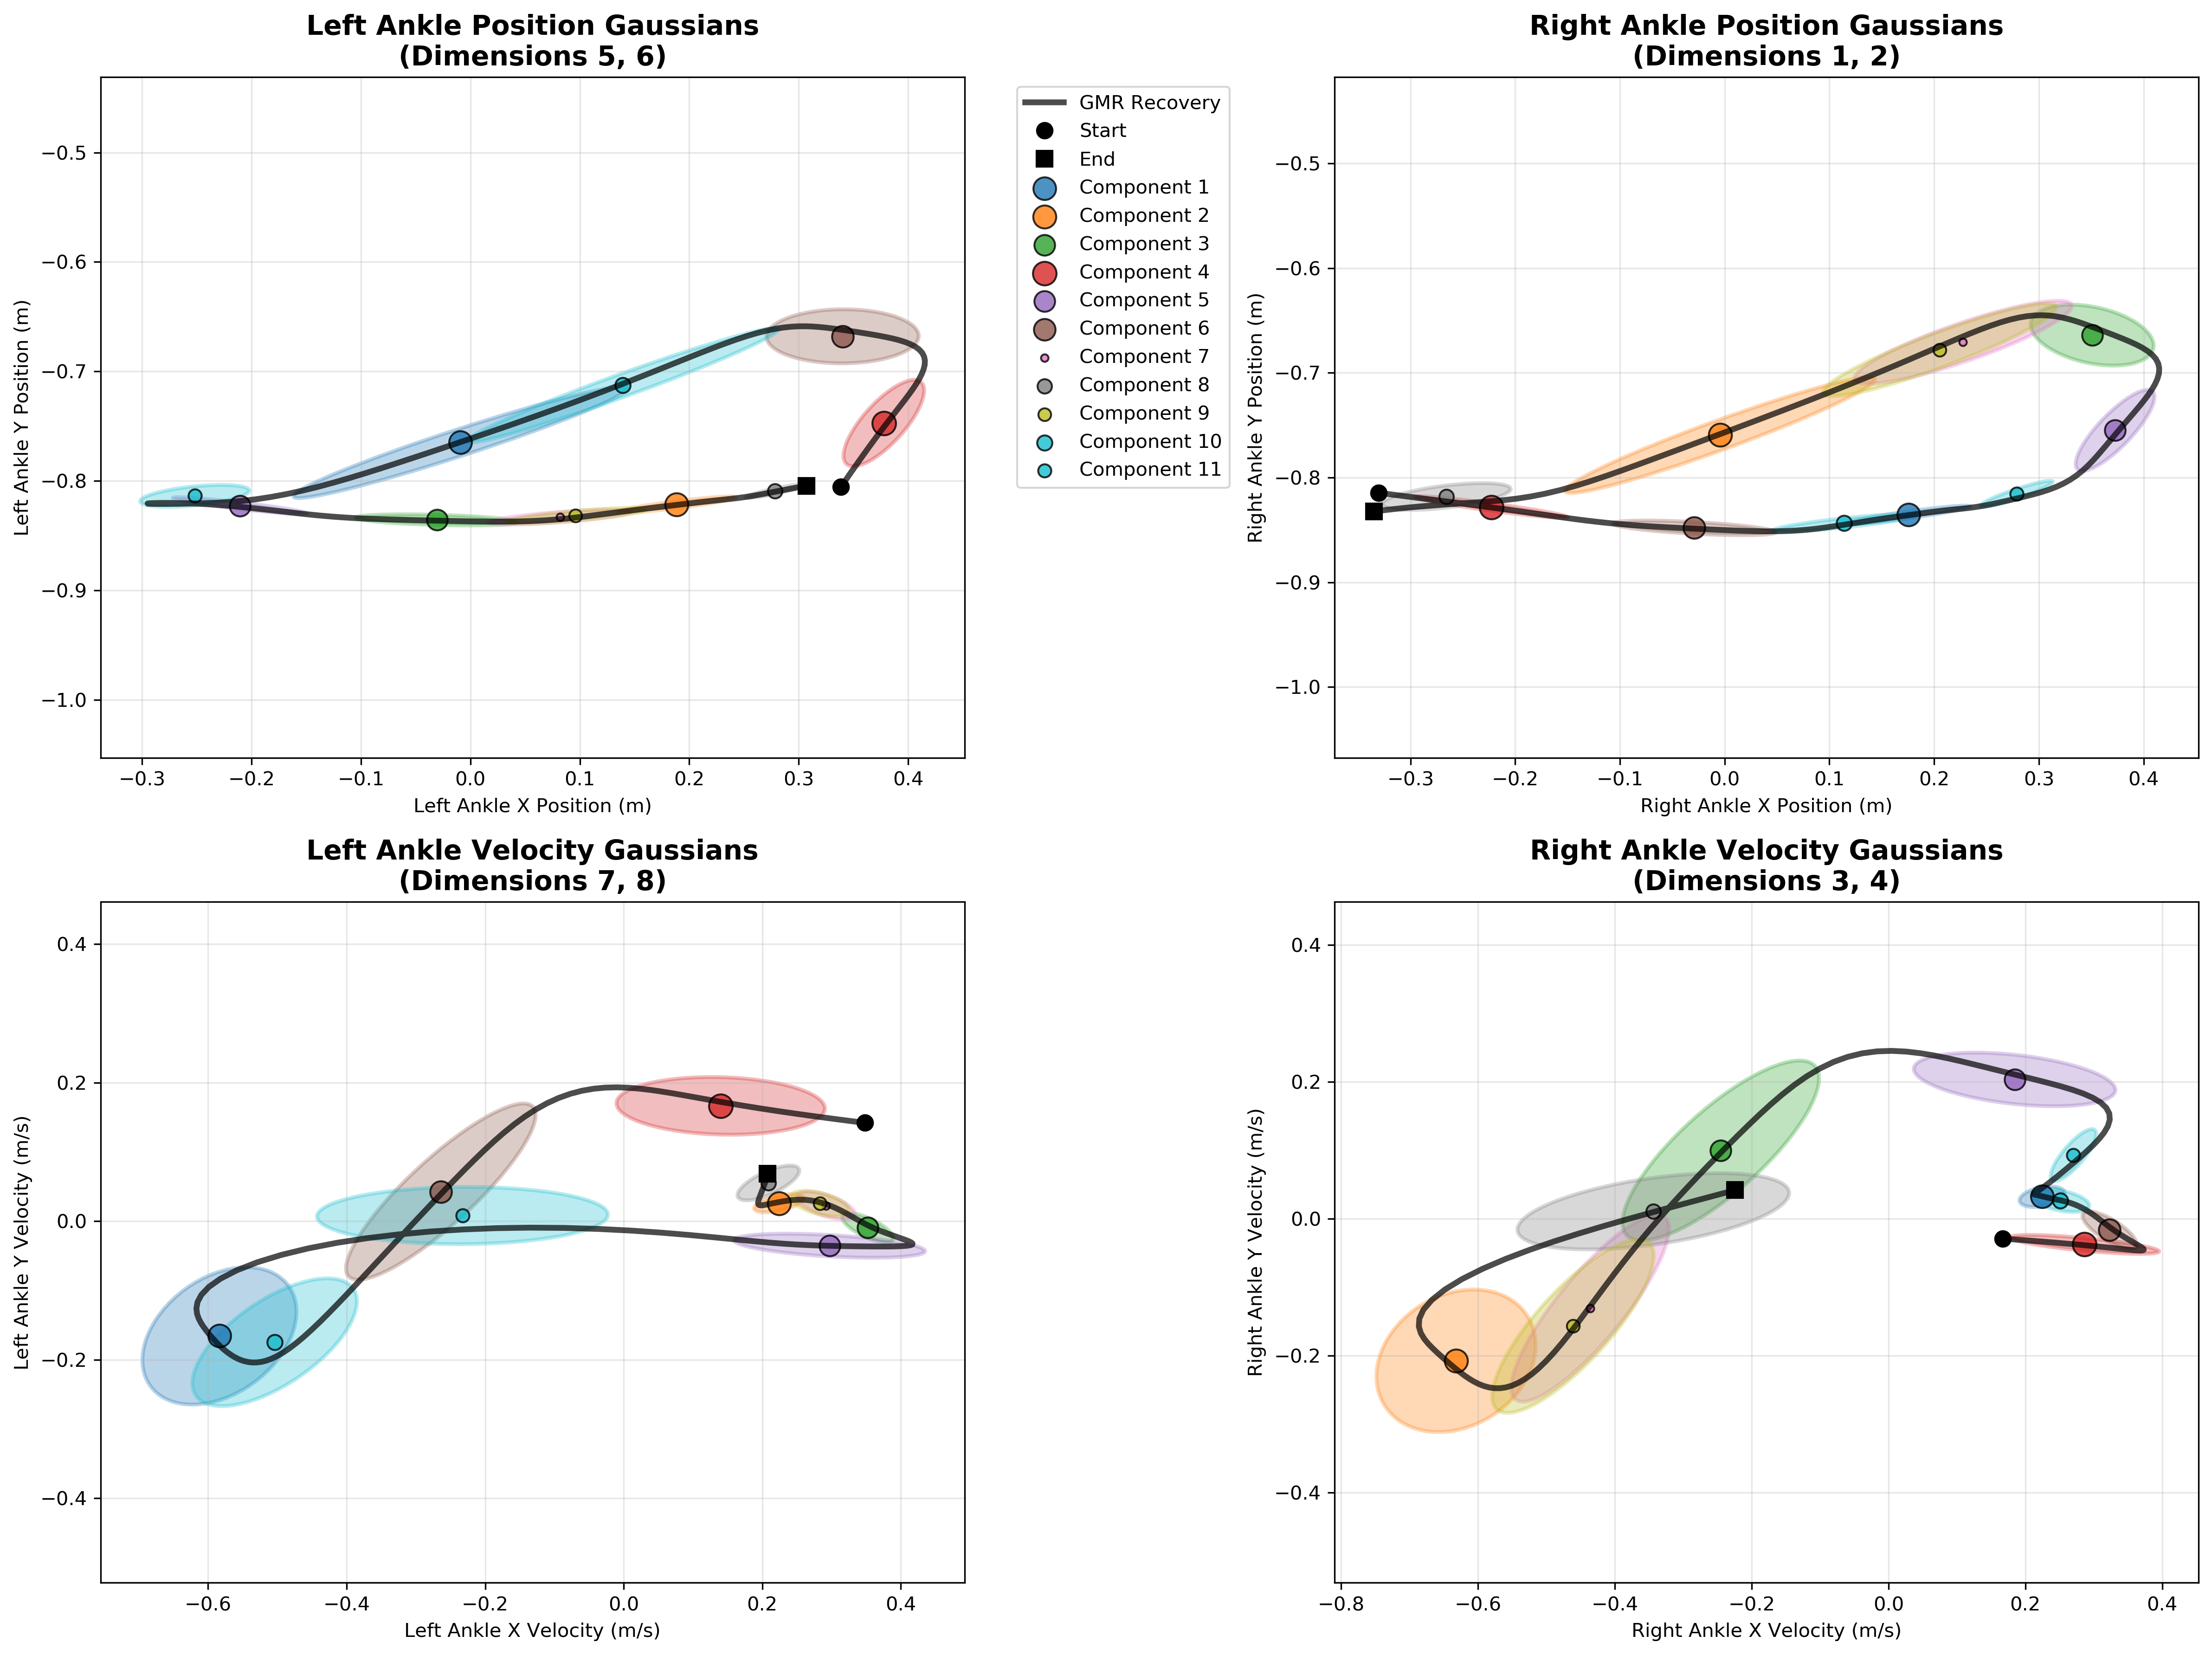 Left Ankle Position Gaussians
(Dimensions 5, 6)
−0.5
−0.6
−0.7
−0.8
−0.9
−1.0
Left Ankle Y Position (m)
−0.3
−0.2
−0.1
0.0
0.1
0.2
0.3
0.4
Left Ankle X Position (m)
GMR Recovery
Start
End
Component 1
Component 2
Component 3
Component 4
Component 5
Component 6
Component 7
Component 8
Component 9
Component 10
Component 11
Right Ankle Position Gaussians
(Dimensions 1, 2)
−0.5
−0.6
−0.7
−0.8
−0.9
−1.0
Right Ankle Y Position (m)
−0.3
−0.2
−0.1
0.0
0.1
0.2
0.3
0.4
Right Ankle X Position (m)
Left Ankle Velocity Gaussians
(Dimensions 7, 8)
0.4
0.2
0.0
−0.2
−0.4
Left Ankle Y Velocity (m/s)
−0.6
−0.4
−0.2
0.0
0.2
0.4
Left Ankle X Velocity (m/s)
Right Ankle Velocity Gaussians
(Dimensions 3, 4)
0.4
0.2
0.0
−0.2
−0.4
Right Ankle Y Velocity (m/s)
−0.8
−0.6
−0.4
−0.2
0.0
0.2
0.4
Right Ankle X Velocity (m/s)